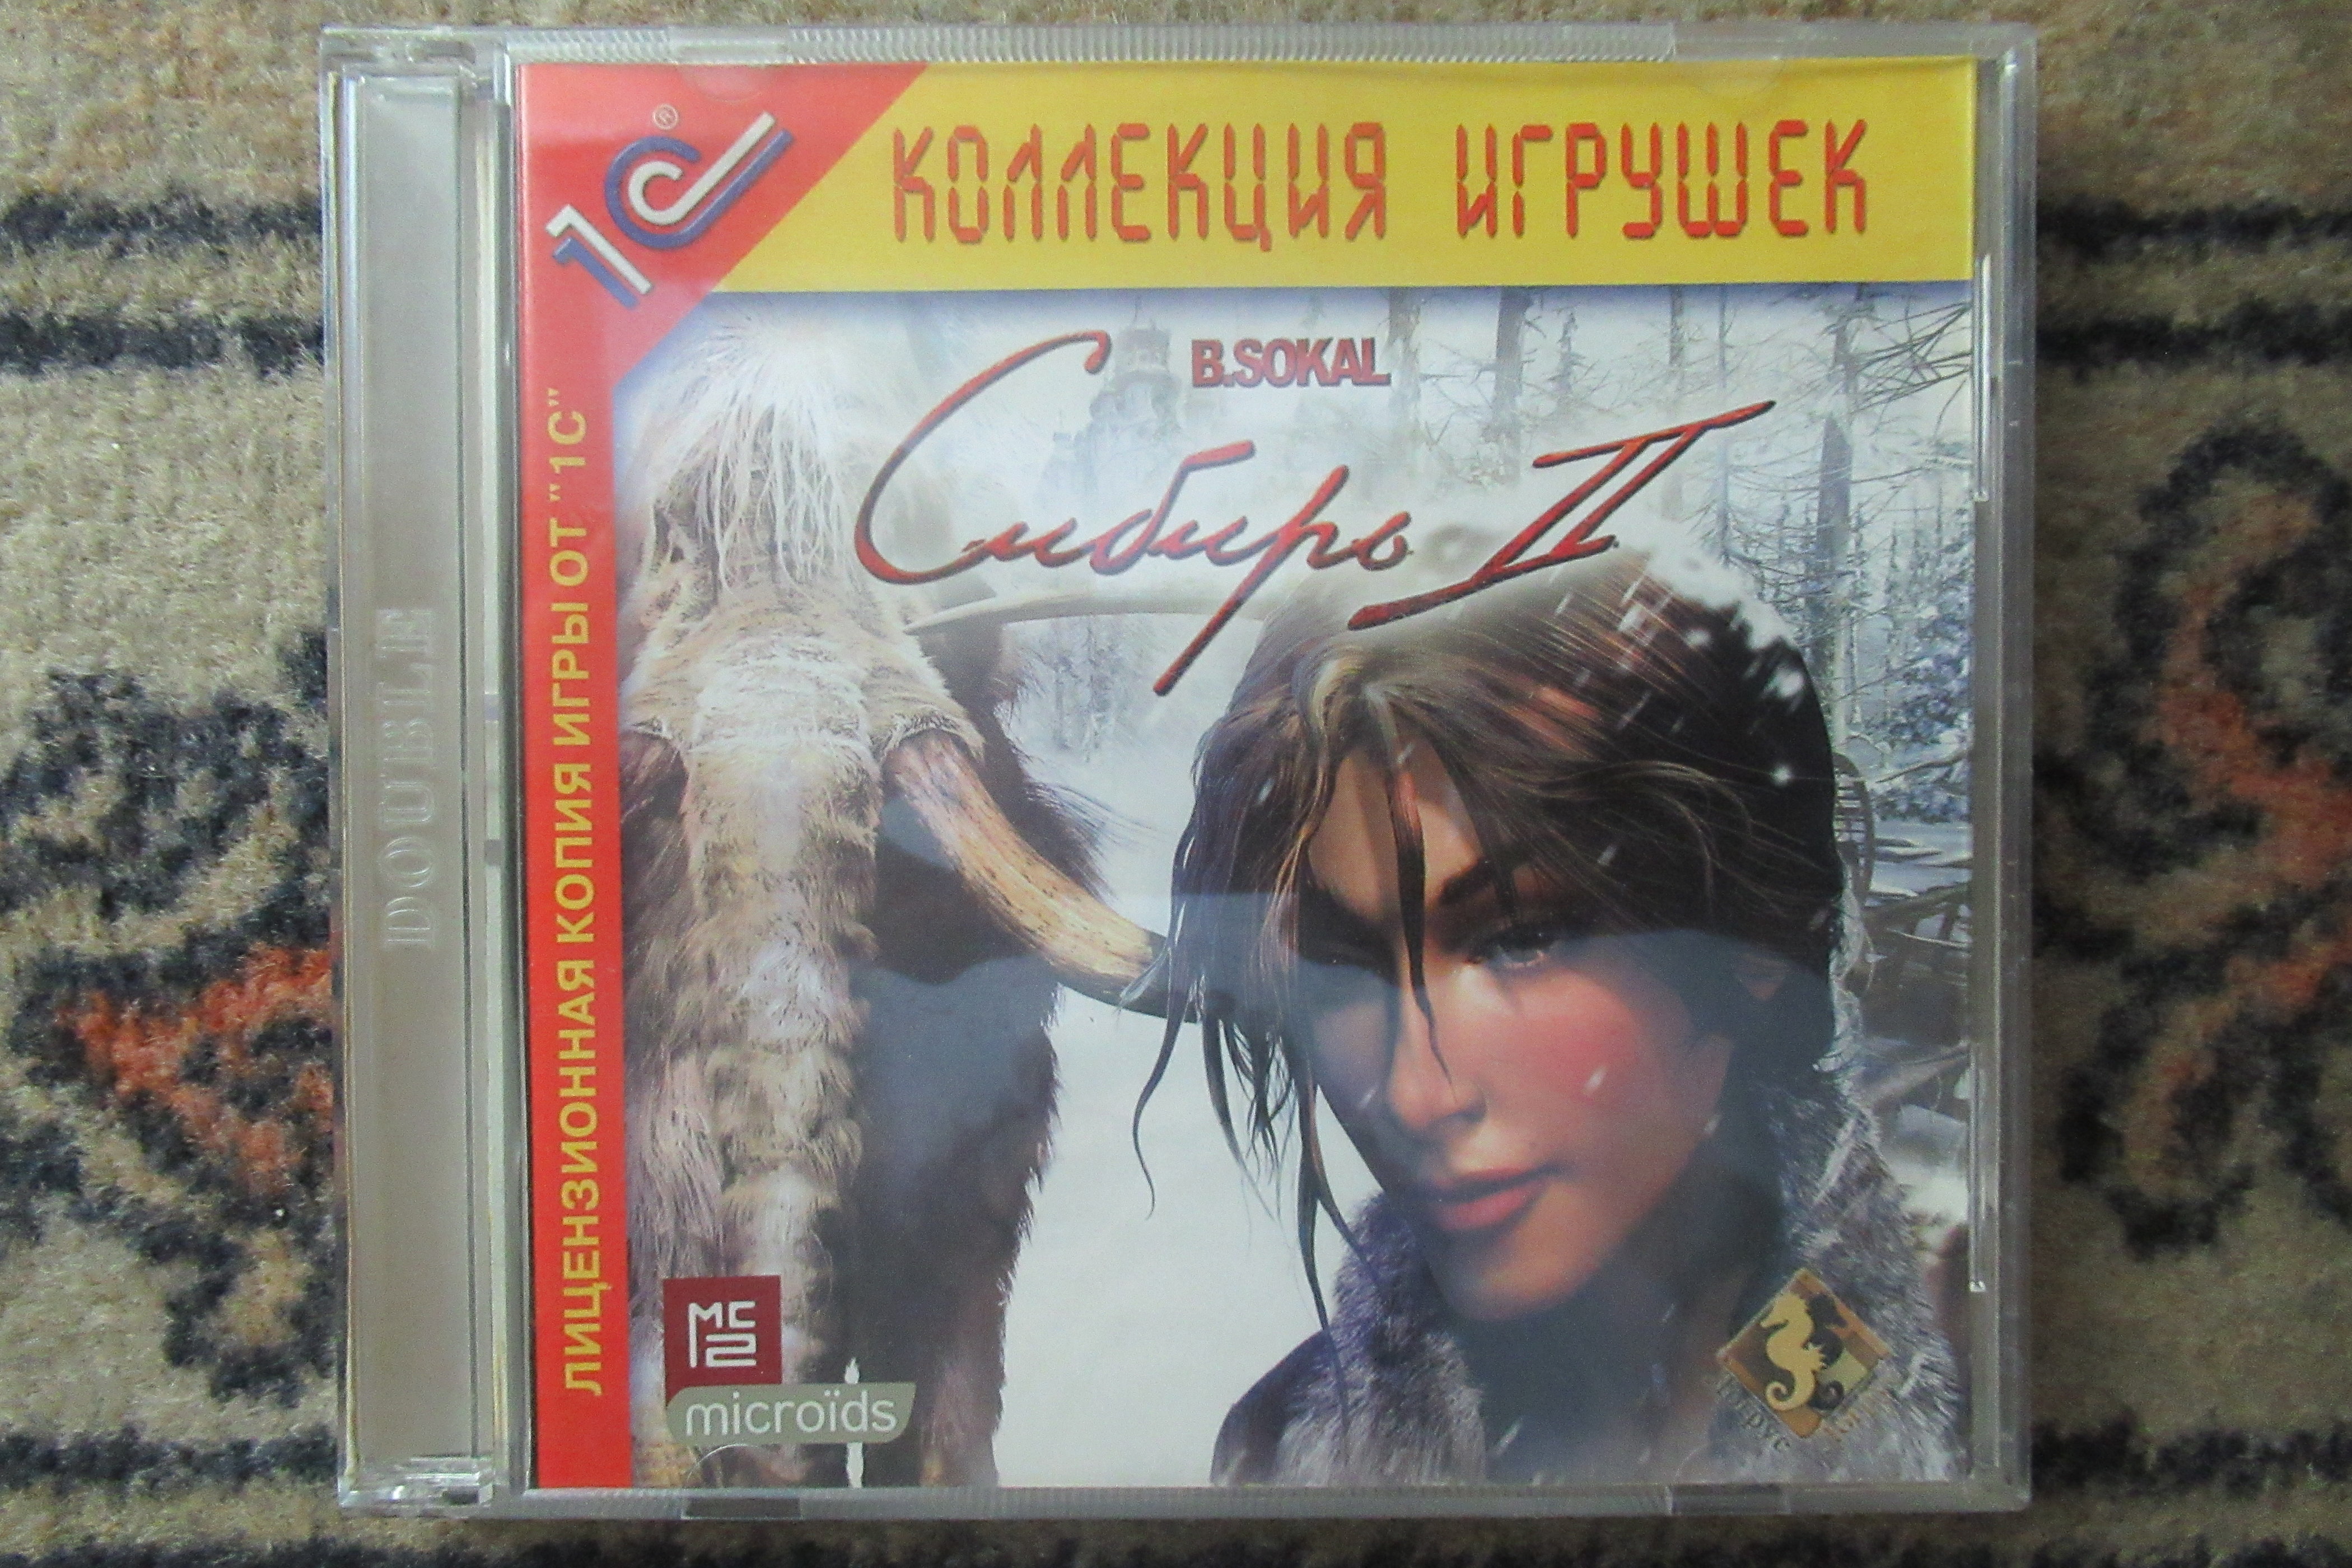 1С®
КОЛЛЕКЦИЯ ИГРУШЕК
B.SOKAL
Сибирь II
ЛИЦЕНЗИОННАЯ КОПИЯ ИГРЫ ОТ "1С"
DOUBLE
MC2
microïds